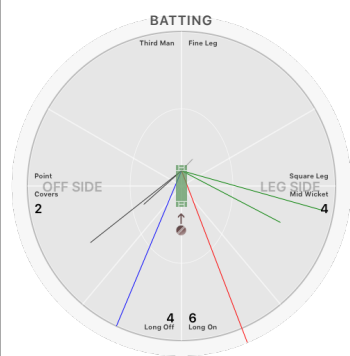 BATTING
Third Man Fine Leg
Point Square Leg
OFF SIDE LEG SIDE
Covers Mid Wicket
2 4
4 6
Long Off Long On